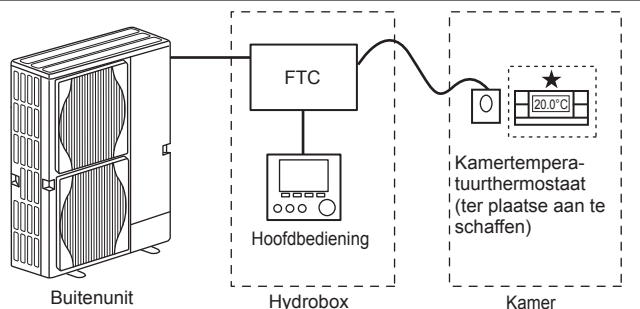 FTC
20.0°C
Kamertempera-
tuurthermostaat
(ter plaatse aan te
schaffen)
Hoofdbediening
Buitenunit
Hydrobox
Kamer